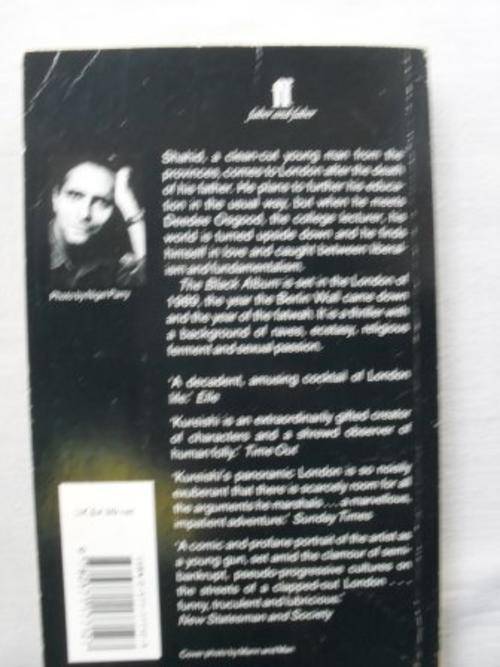 ff
faber and faber
Shahid, a clean-cut young man from the
provinces, comes to London after the death
of his father. He plans to further his educa-
tion in the usual way, but when he meets
Deedee Osgood, the college lecturer, his
world is turned upside down and he finds
himself in love and caught between liberal-
ism and fundamentalism.
The Black Album is set in the London of
1989, the year the Berlin Wall came down
and the year of the fatwah. It is a thriller with
a background of raves, ecstasy, religious
ferment and sexual passion.
Photo by Nigel Parry
'A decadent, amusing cocktail of London
life.' Elle
'Kureishi is an extraordinarily gifted creator
of characters and a shrewd observer of
human folly.' Time Out
'Kureishi's panoramic London is so noisily
exuberant that there is scarcely room for all
the arguments he marshals . . . a marvellous,
impatient adventure.' Sunday Times
'A comic and profane portrait of the artist as
a young gun, set amid the clamour of semi-
bankrupt, pseudo-progressive cultures on
the streets of a clapped-out London . . . .
funny, truculent and lubricious.'
New Statesman and Society
Cover photo by